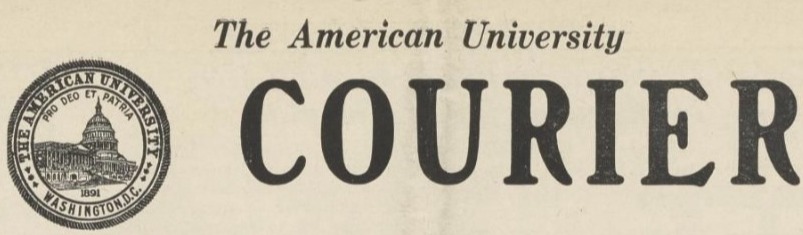 The American University
COURIER
THE AMERICAN UNIVERSITY
PRO DEO ET PATRIA
1891
WASHINGTON, D.C.